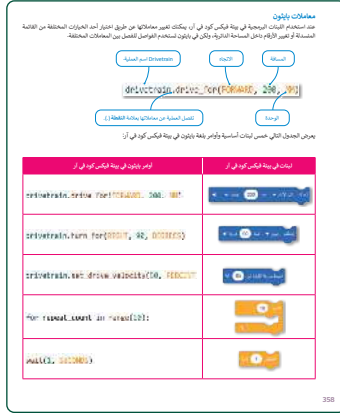 معاملات بايثون
عند استخدام اللبنات البرمجية في بيئة فيكس كود في آر، يمكنك تغيير معاملاتها عن طريق اختيار أحد الخيارات المختلفة من القائمة
المنسدلة أو تغيير الأرقام داخل المساحة الدائرية، ولكن في بايثون تستخدم الفواصل للفصل بين المعاملات المختلفة.
المسافة
الاتجاه
Drivetrain اسم العملية
drivetrain.drive_for(FORWARD, 200, MM)
الوحدة
تفصل العملية عن معاملاتها بعلامة النقطة (.).
يعرض الجدول التالي خمس لبنات أساسية وأوامر بلغة بايثون في بيئة فيكس كود في آر:
لبنات في بيئة فيكس كود في آر
أوامر بايثون في بيئة فيكس كود في آر
200
drivetrain.drive_for(FORWARD, 200, MM)
90
drivetrain.turn_for(RIGHT, 90, DEGREES)
drivetrain.set_drive_velocity(50, PERCENT
10
for repeat_count in range(10):
1
wait(1, SECONDS)
358